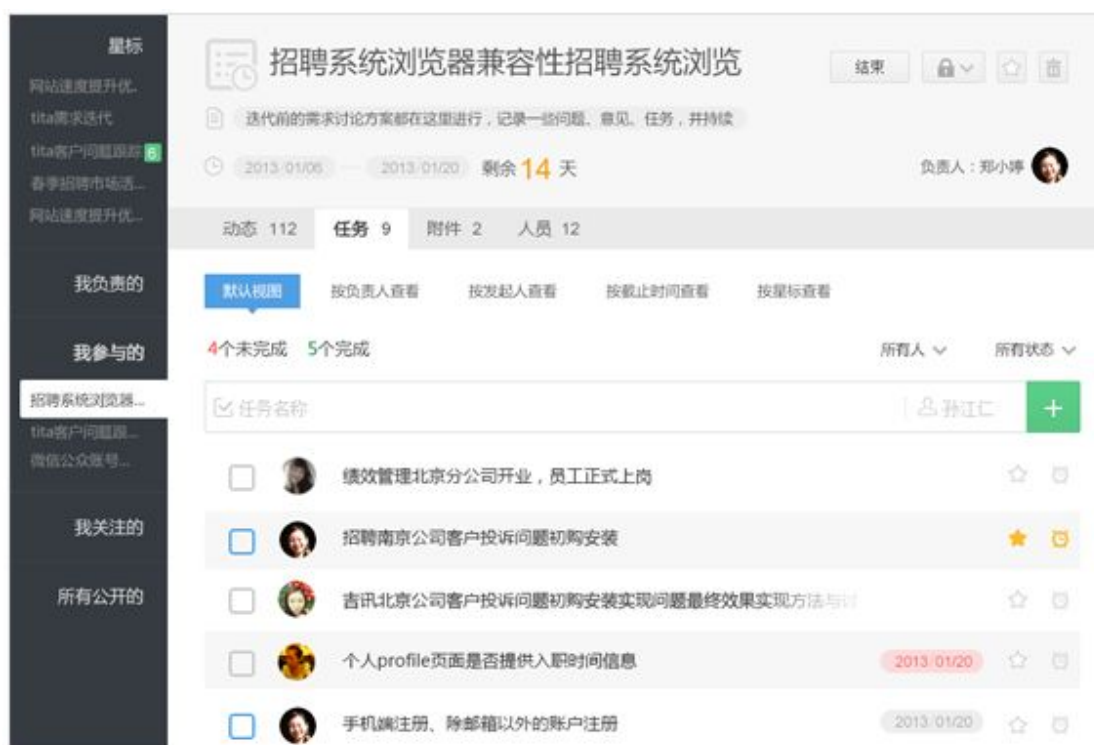 星标
网站速度提升优...
tita需求迭代
tita客户问题跟踪 6
春季招聘市场活...
网站速度提升优...
我负责的
我参与的
招聘系统浏览器...
tita客户问题跟...
微信公众账号...
我关注的
所有公开的
招聘系统浏览器兼容性招聘系统浏览
结束
迭代前的需求讨论方案都在这里进行，记录一些问题、意见、任务，并持续
2013/01/06 — 2013/01/20 剩余14天
负责人：郑小婷
动态 112 任务 9 附件 2 人员 12
默认视图 按负责人查看 按发起人查看 按截止时间查看 按星标查看
4个未完成 5个完成 所有人 所有状态
任务名称 孙江仁 +
绩效管理北京分公司开业，员工正式上岗
招聘南京公司客户投诉问题初购安装
吉讯北京公司客户投诉问题初购安装实现问题最终效果实现方法与讨
个人profile页面是否提供入职时间信息 2013/01/20
手机端注册、除邮箱以外的账户注册 2013/01/20